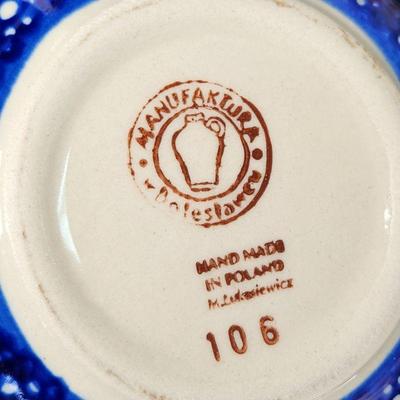 MANUFAKTURA
w Bolesławcu
HAND MADE
IN POLAND
M.Łukasiewicz
106